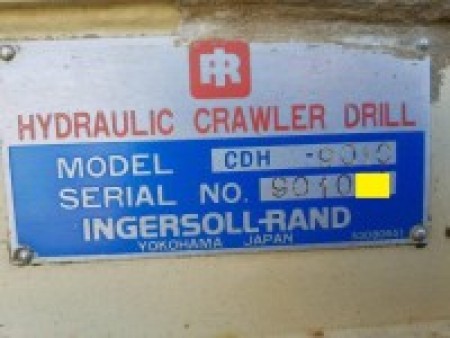 IR
HYDRAULIC CRAWLER DRILL
MODEL CDH
SERIAL NO. 9010
INGERSOLL-RAND
YOKOHAMA JAPAN